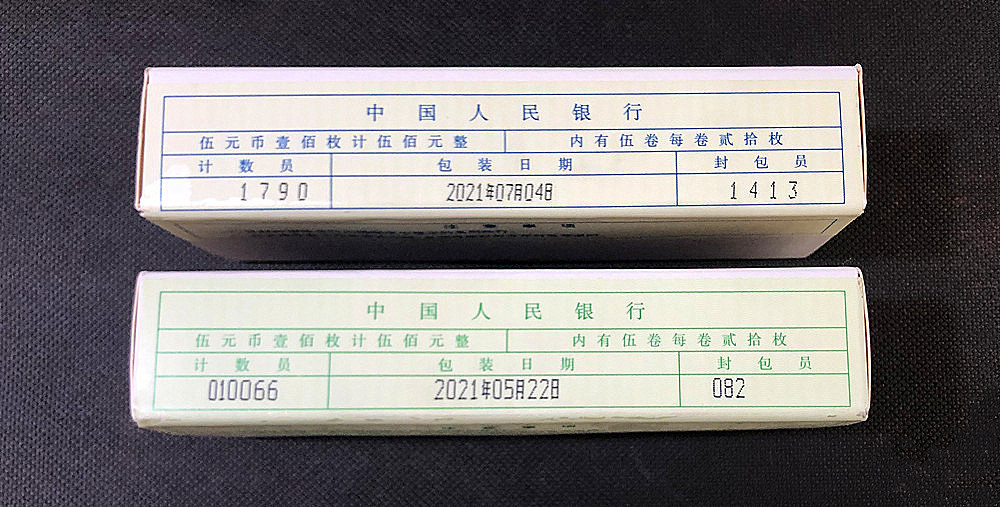 中国人民银行
伍元币壹佰枚计伍佰元整 内有伍卷每卷贰拾枚
计数员 包装日期 封包员
1790 2021年07月04日 1413
注意事项
中国人民银行
伍元币壹佰枚计伍佰元整 内有伍卷每卷贰拾枚
计数员 包装日期 封包员
010066 2021年05月22日 082